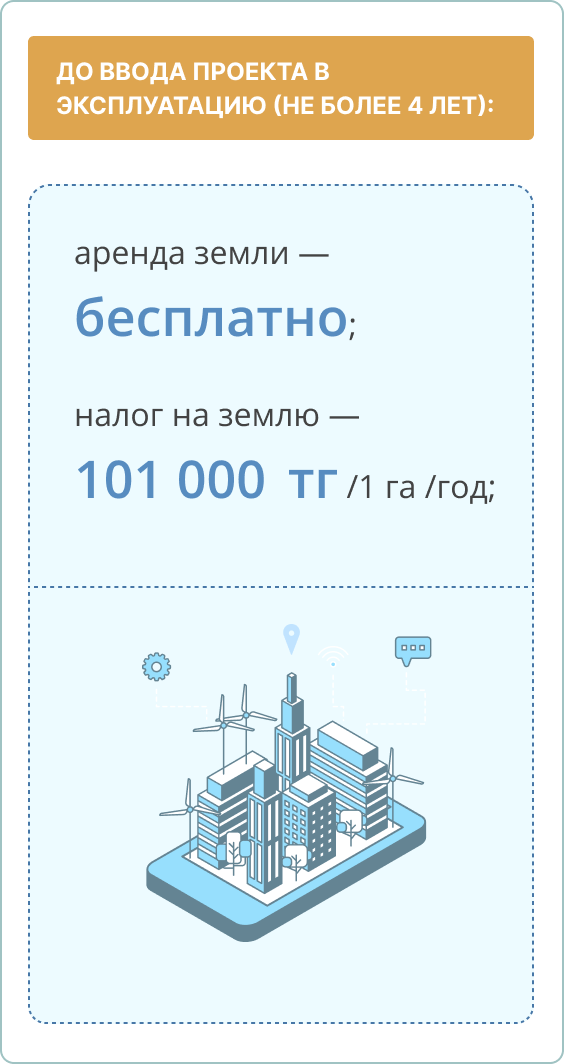 ДО ВВОДА ПРОЕКТА В
ЭКСПЛУАТАЦИЮ (НЕ БОЛЕЕ 4 ЛЕТ):
аренда земли —
бесплатно;
налог на землю —
101 000 тг /1 га /год;